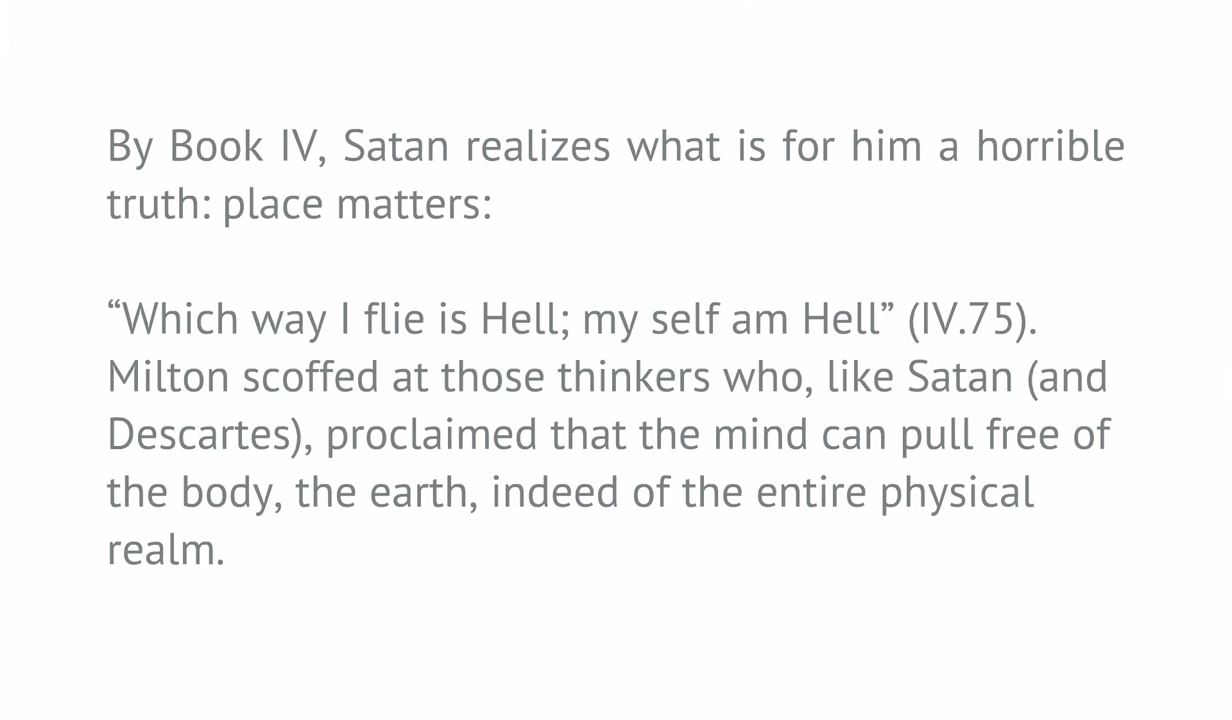 By Book IV, Satan realizes what is for him a horrible
truth: place matters:
“Which way I flie is Hell; my self am Hell” (IV.75).
Milton scoffed at those thinkers who, like Satan (and
Descartes), proclaimed that the mind can pull free of
the body, the earth, indeed of the entire physical
realm.